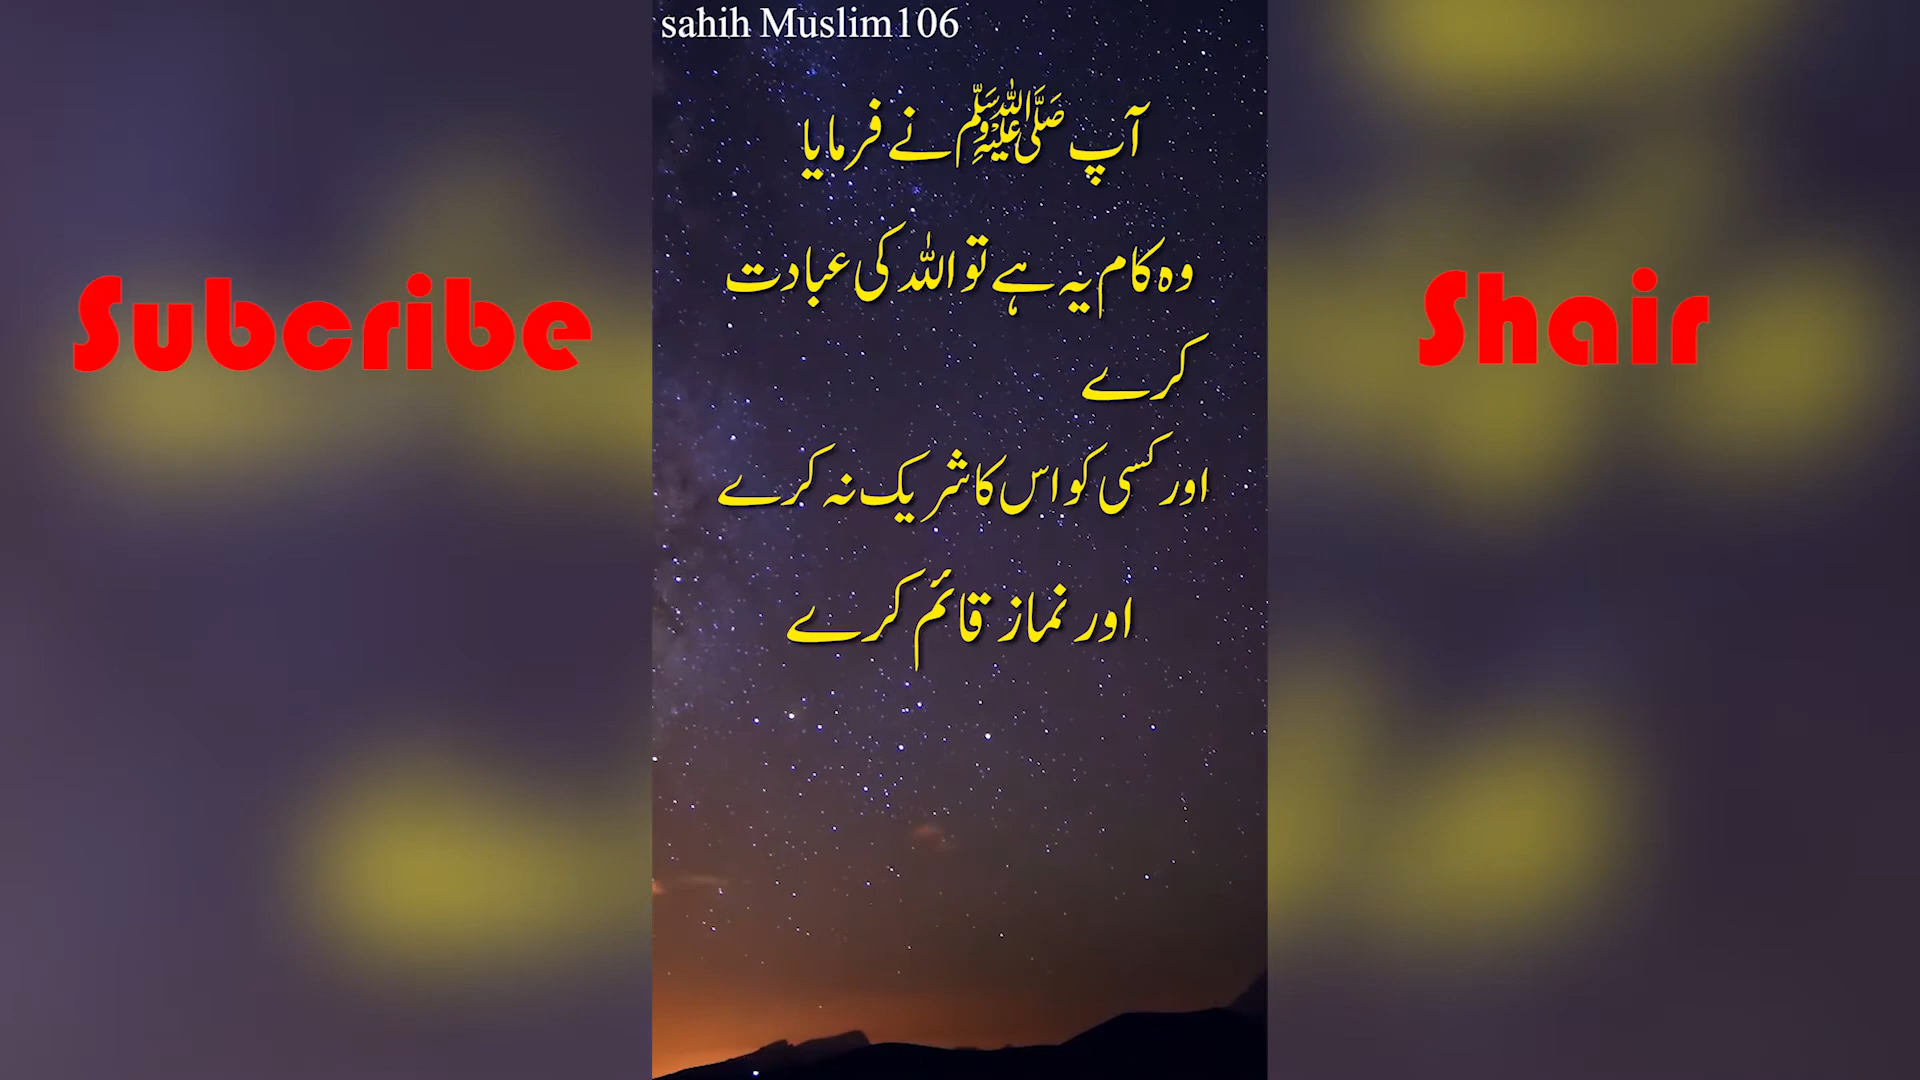 sahih Muslim106
آپ ﷺ نے فرمایا
وہ کام یہ ہے تو اللہ کی عبادت
کرے
اور کسی کو اس کا شریک نہ کرے
اور نماز قائم کرے
Subcribe
Shair